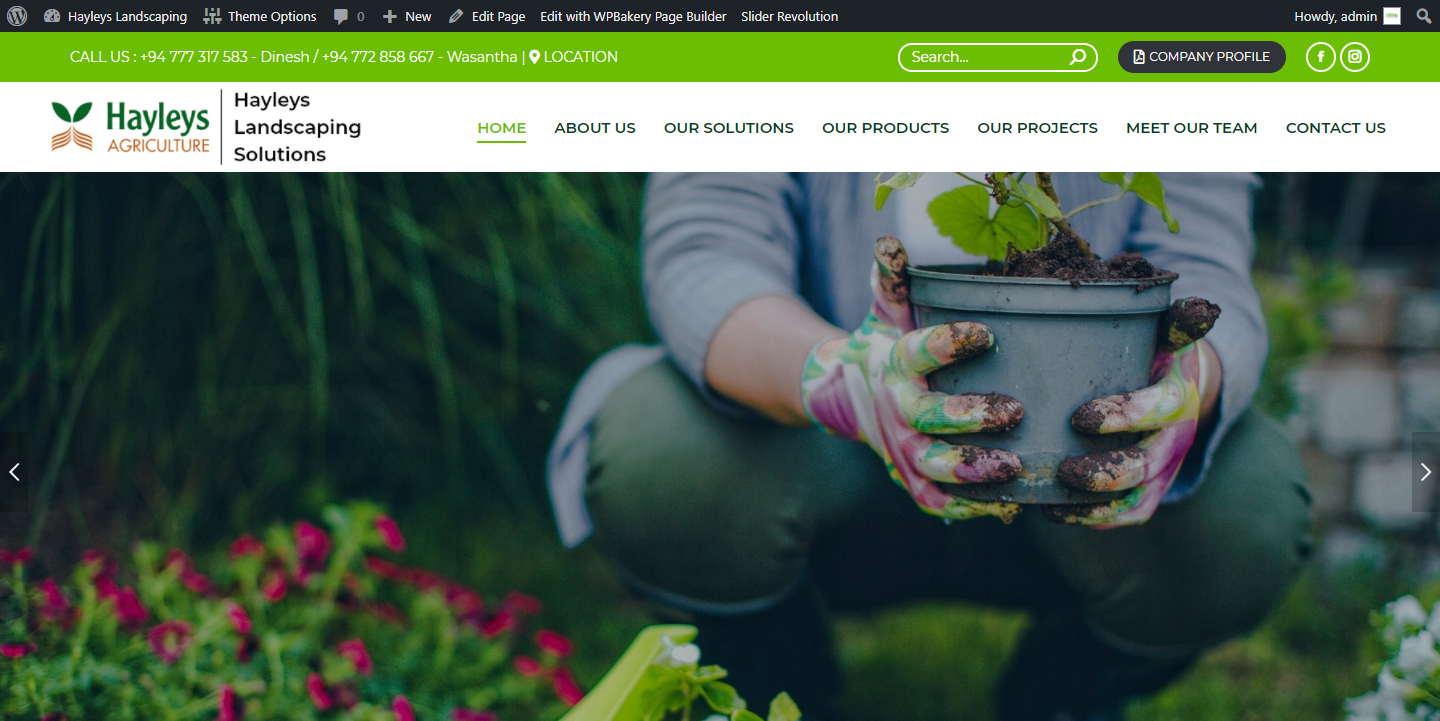 Hayleys Landscaping Theme Options 0 New Edit Page Edit with WPBakery Page Builder Slider Revolution Howdy, admin
CALL US : +94 777 317 583 - Dinesh / +94 772 858 667 - Wasantha | LOCATION Search... COMPANY PROFILE
Hayleys
AGRICULTURE
Hayleys
Landscaping
Solutions
HOME ABOUT US OUR SOLUTIONS OUR PRODUCTS OUR PROJECTS MEET OUR TEAM CONTACT US